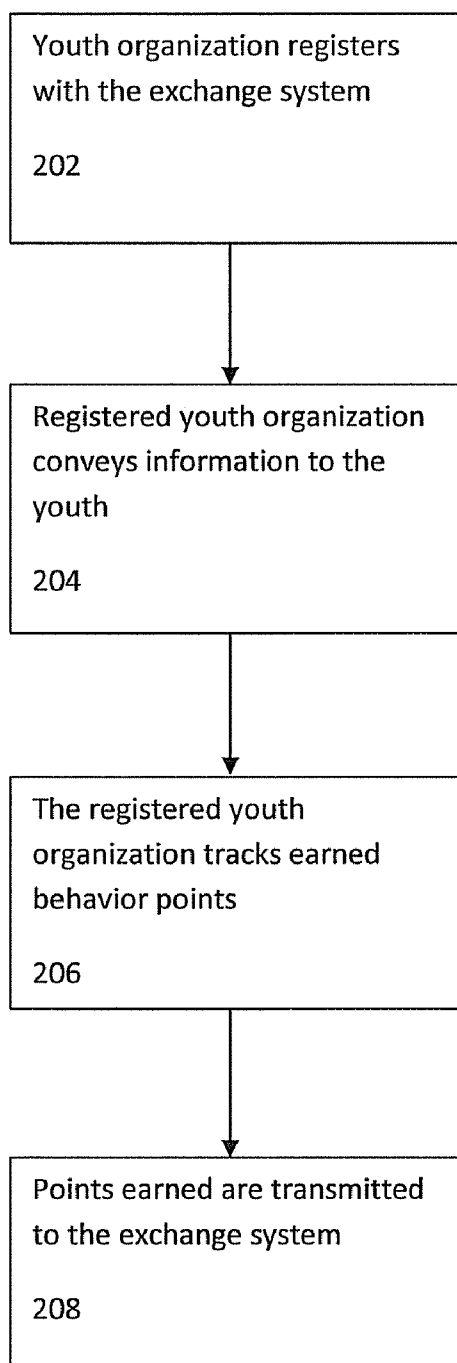 Youth organization registers
with the exchange system
202
Registered youth organization
conveys information to the
youth
204
The registered youth
organization tracks earned
behavior points
206
Points earned are transmitted
to the exchange system
208